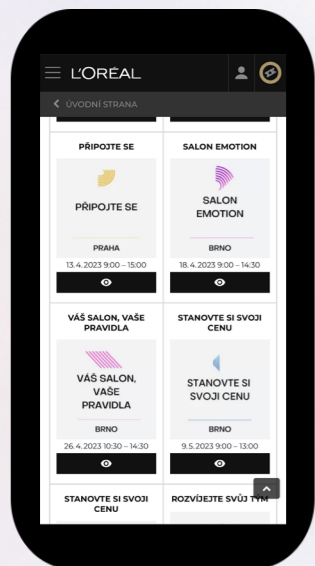 L'ORÉAL
ÚVODNÍ STRANA
PŘIPOJTE SE
PŘIPOJTE SE
PRAHA
13.4.2023 9:00 – 15:00
SALON EMOTION
SALON
EMOTION
BRNO
18.4.2023 9:00 – 14:30
VÁŠ SALON, VAŠE
PRAVIDLA
VÁŠ SALON,
VAŠE
PRAVIDLA
BRNO
26.4.2023 10:30 – 14:30
STANOVTE SI SVOJI
CENU
STANOVTE SI
SVOJI CENU
BRNO
9.5.2023 9:00 – 13:00
STANOVTE SI SVOJI
CENU
ROZVÍJEJTE SVŮJ TÝM